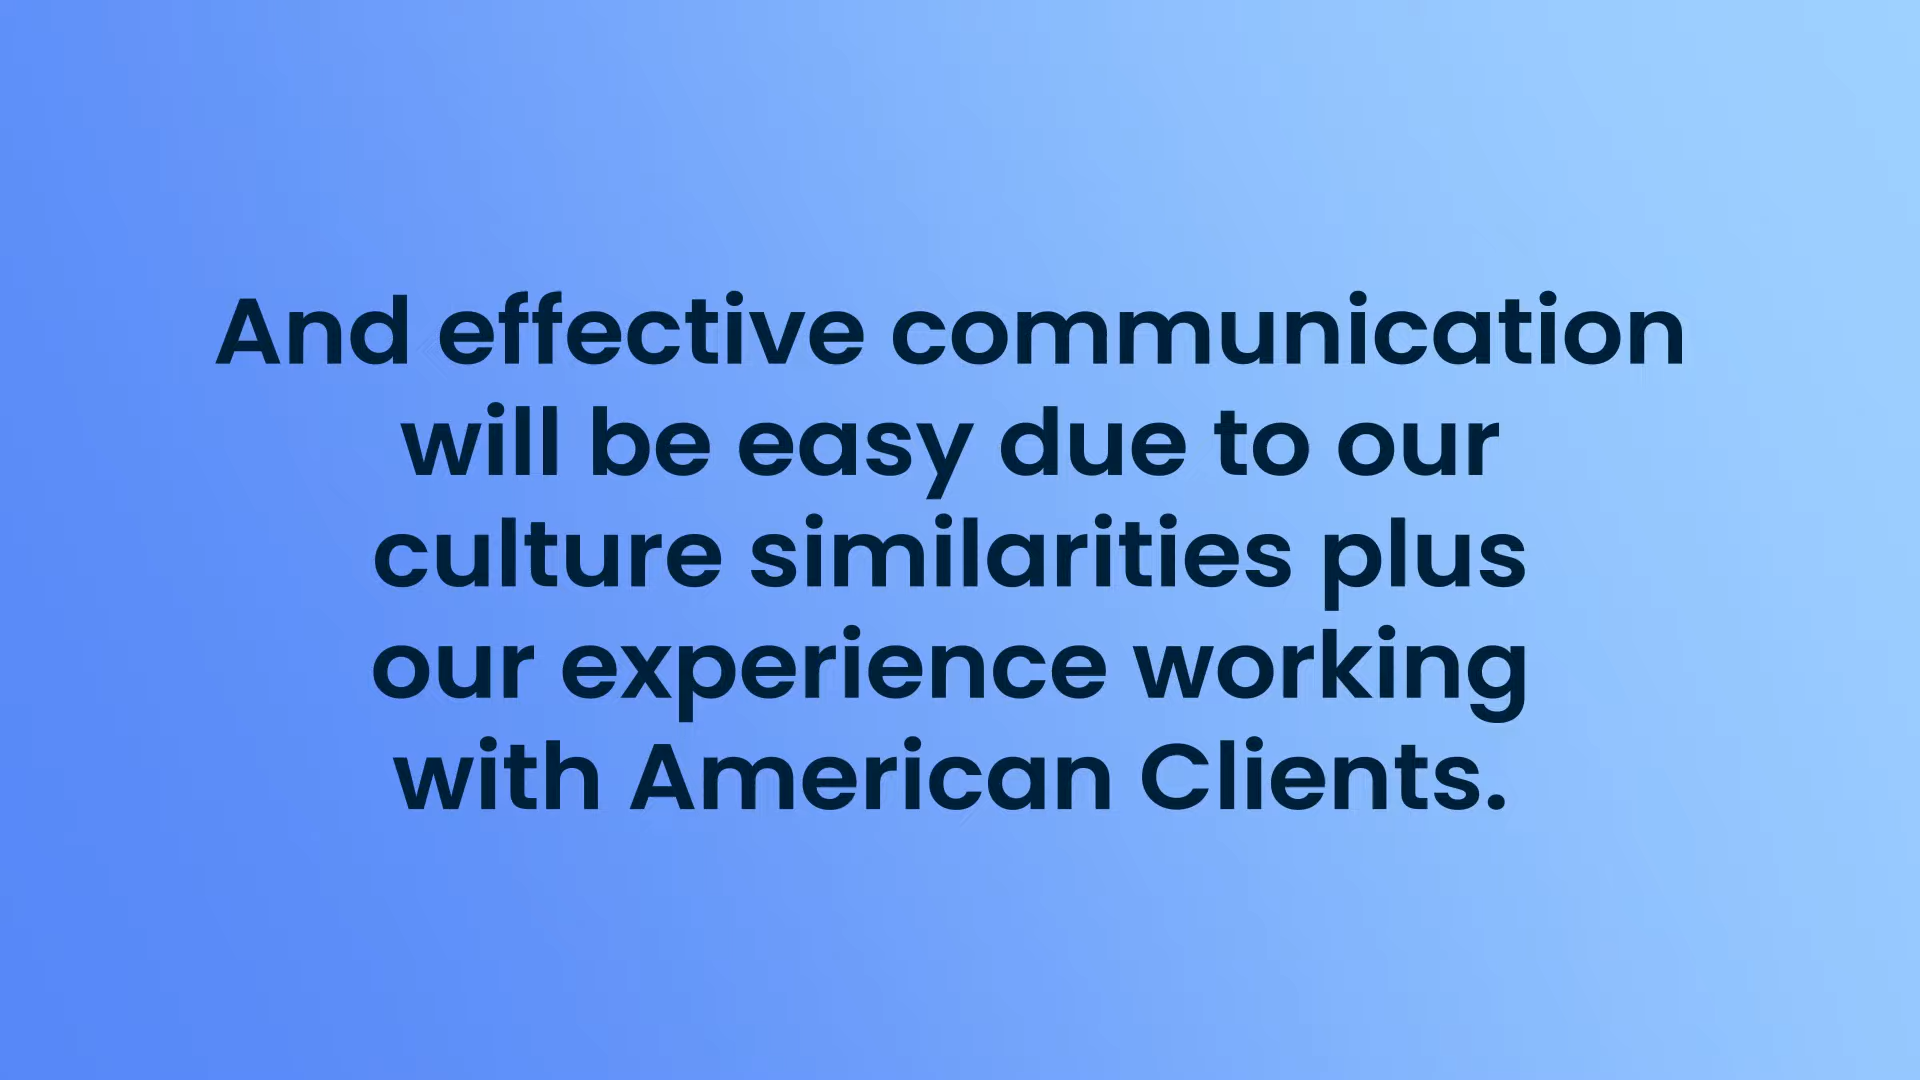 And effective communication
will be easy due to our
culture similarities plus
our experience working
with American Clients.